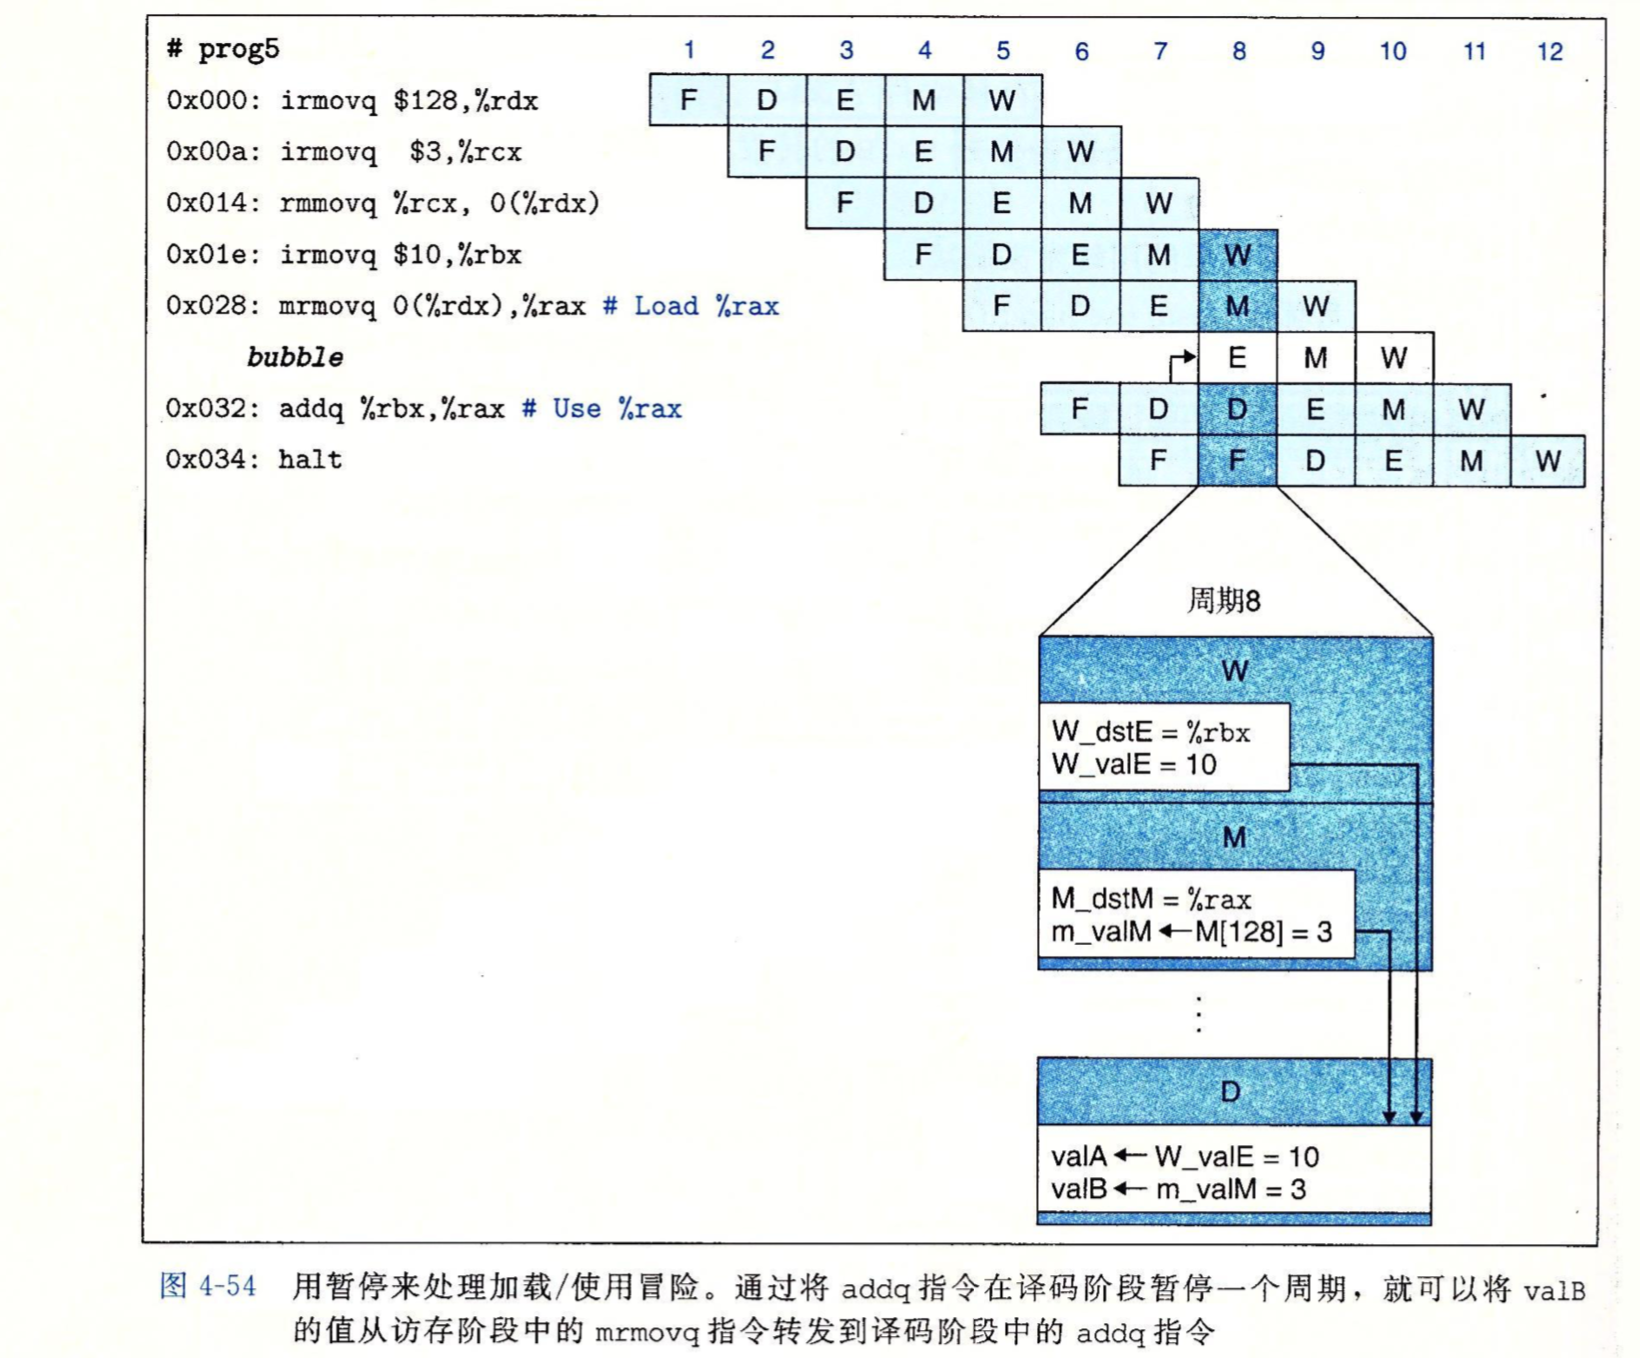 # prog5 1 2 3 4 5 6 7 8 9 10 11 12
0x000: irmovq $128,%rdx F D E M W
0x00a: irmovq $3,%rcx F D E M W
0x014: rmmovq %rcx, 0(%rdx) F D E M W
0x01e: irmovq $10,%rbx F D E M W
0x028: mrmovq 0(%rdx),%rax # Load %rax F D E M W
bubble E M W
0x032: addq %rbx,%rax # Use %rax F D D E M W
0x034: halt F F D E M W
周期8
W
W_dstE = %rbx
W_valE = 10
M
M_dstM = %rax
m_valM ← M[128] = 3
⋮
D
valA ← W_valE = 10
valB ← m_valM = 3
图 4-54 用暂停来处理加载/使用冒险。通过将 addq 指令在译码阶段暂停一个周期，就可以将 valB
的值从访存阶段中的 mrmovq 指令转发到译码阶段中的 addq 指令